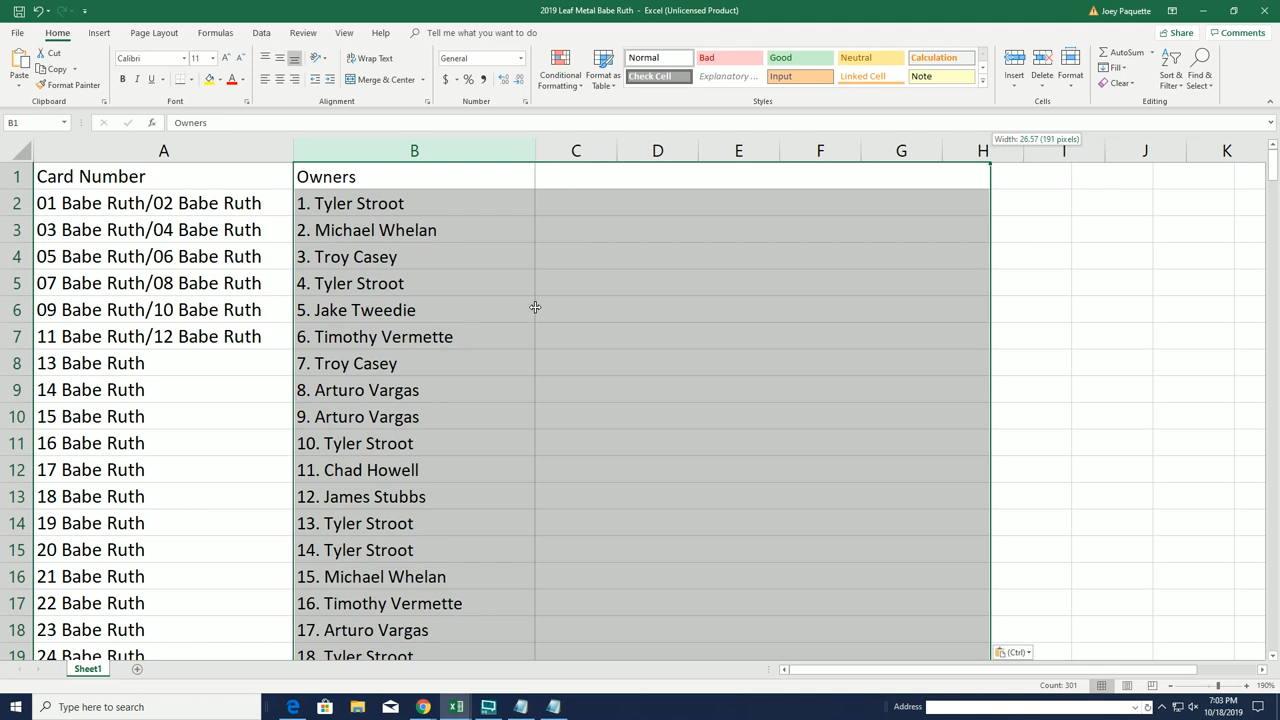 2019 Leaf Metal Babe Ruth - Excel (Unlicensed Product)
Joey Paquette
File Home Insert Page Layout Formulas Data Review View Help Tell me what you want to do
Share Comments
Paste
Cut
Copy
Format Painter
Clipboard
Calibri 11
B I U
Font
Wrap Text
Merge & Center
Alignment
General
$ % ,
Number
Conditional Formatting
Format as Table
Normal Bad Good Neutral Calculation
Check Cell Explanatory ... Input Linked Cell Note
Styles
Insert Delete Format
Cells
AutoSum
Fill
Clear
Sort & Filter
Find & Select
Editing
B1 fx Owners
Width: 26.57 (191 pixels)
A B C D E F G H I J K
1 Card Number Owners
2 01 Babe Ruth/02 Babe Ruth 1. Tyler Stroot
3 03 Babe Ruth/04 Babe Ruth 2. Michael Whelan
4 05 Babe Ruth/06 Babe Ruth 3. Troy Casey
5 07 Babe Ruth/08 Babe Ruth 4. Tyler Stroot
6 09 Babe Ruth/10 Babe Ruth 5. Jake Tweedie
7 11 Babe Ruth/12 Babe Ruth 6. Timothy Vermette
8 13 Babe Ruth 7. Troy Casey
9 14 Babe Ruth 8. Arturo Vargas
10 15 Babe Ruth 9. Arturo Vargas
11 16 Babe Ruth 10. Tyler Stroot
12 17 Babe Ruth 11. Chad Howell
13 18 Babe Ruth 12. James Stubbs
14 19 Babe Ruth 13. Tyler Stroot
15 20 Babe Ruth 14. Tyler Stroot
16 21 Babe Ruth 15. Michael Whelan
17 22 Babe Ruth 16. Timothy Vermette
18 23 Babe Ruth 17. Arturo Vargas
19 24 Babe Ruth 18. Tyler Stroot
(Ctrl)
Sheet1
Count: 301
190%
Type here to search
Address
7:03 PM
10/18/2019